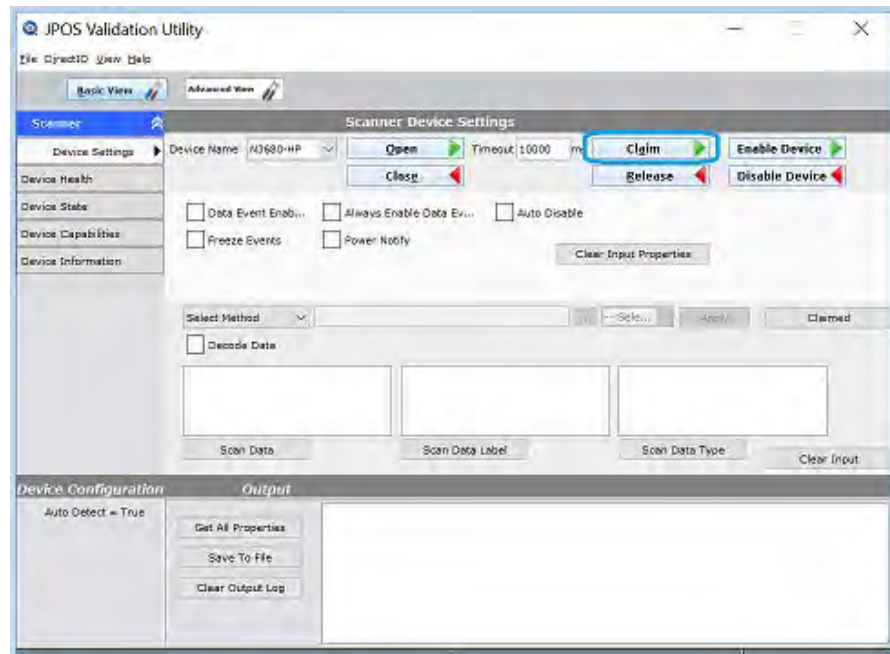 JPOS Validation Utility
File DirectIO View Help
Basic View Advanced View
Scanner Scanner Device Settings
Device Settings Device Name N3680-HP Open Timeout 10000 Claim Enable Device
Device Health Close Release Disable Device
Device State
Data Event Enab... Always Enable Data Ev... Auto Disable
Device Capabilities
Freeze Events Power Notify
Clear Input Properties
Device Information
Select Method Claimed
Decode Data
Scan Data Scan Data Label Scan Data Type Clear Input
Device Configuration Output
Auto Detect = True
Get All Properties
Save To File
Clear Output Log